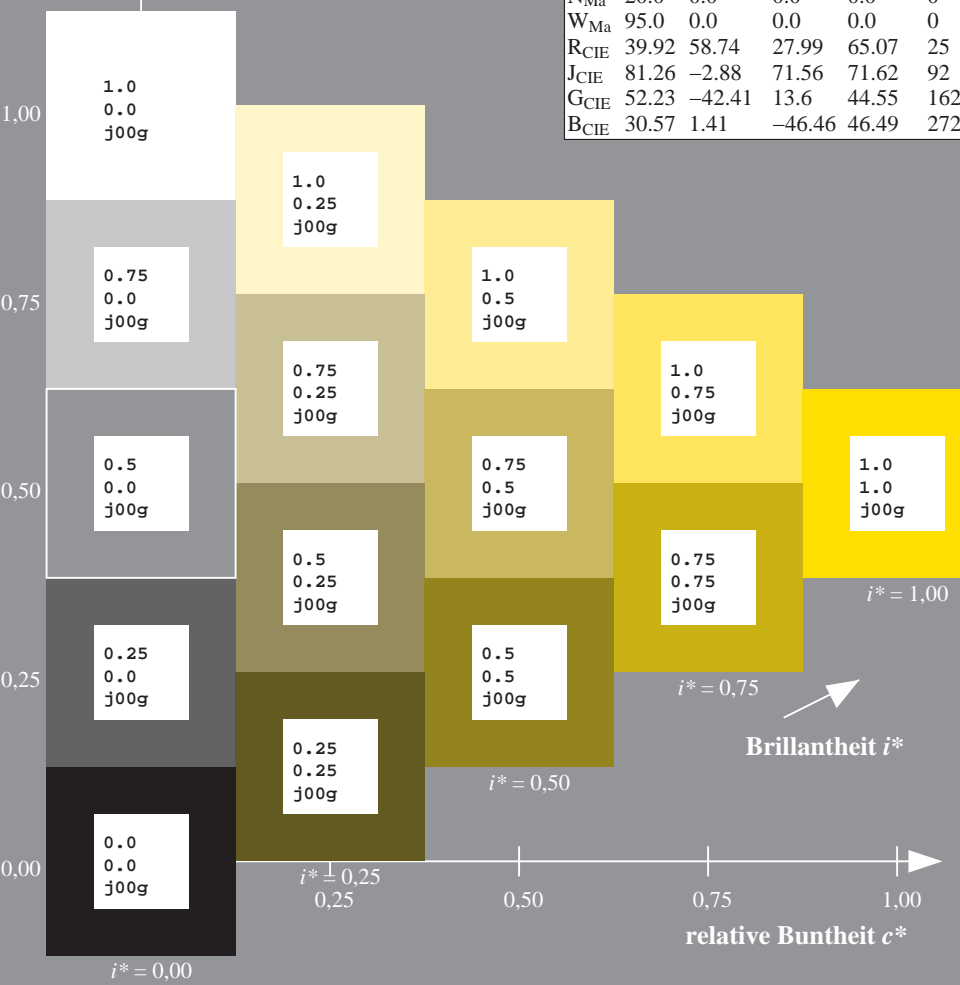 W_Ma 95.0 0.0 0.0 0.0 0
R_CIE 39.92 58.74 27.99 65.07 25
J_CIE 81.26 −2.88 71.56 71.62 92
G_CIE 52.23 −42.41 13.6 44.55 162
B_CIE 30.57 1.41 −46.46 46.49 272
1.0
0.0
j00g
1,00
1.0
0.25
j00g
0.75
0.0
j00g
1.0
0.5
j00g
0,75
0.75
0.25
j00g
1.0
0.75
j00g
0.5
0.0
j00g
0.75
0.5
j00g
1.0
1.0
j00g
0,50
0.5
0.25
j00g
0.75
0.75
j00g
i* = 1,00
0.25
0.0
j00g
0.5
0.5
j00g
0,25
i* = 0,75
Brillantheit i*
0.25
0.25
j00g
i* = 0,50
0.0
0.0
j00g
0,00
i* = 0,25
0,25 0,50 0,75 1,00
relative Buntheit c*
i* = 0,00